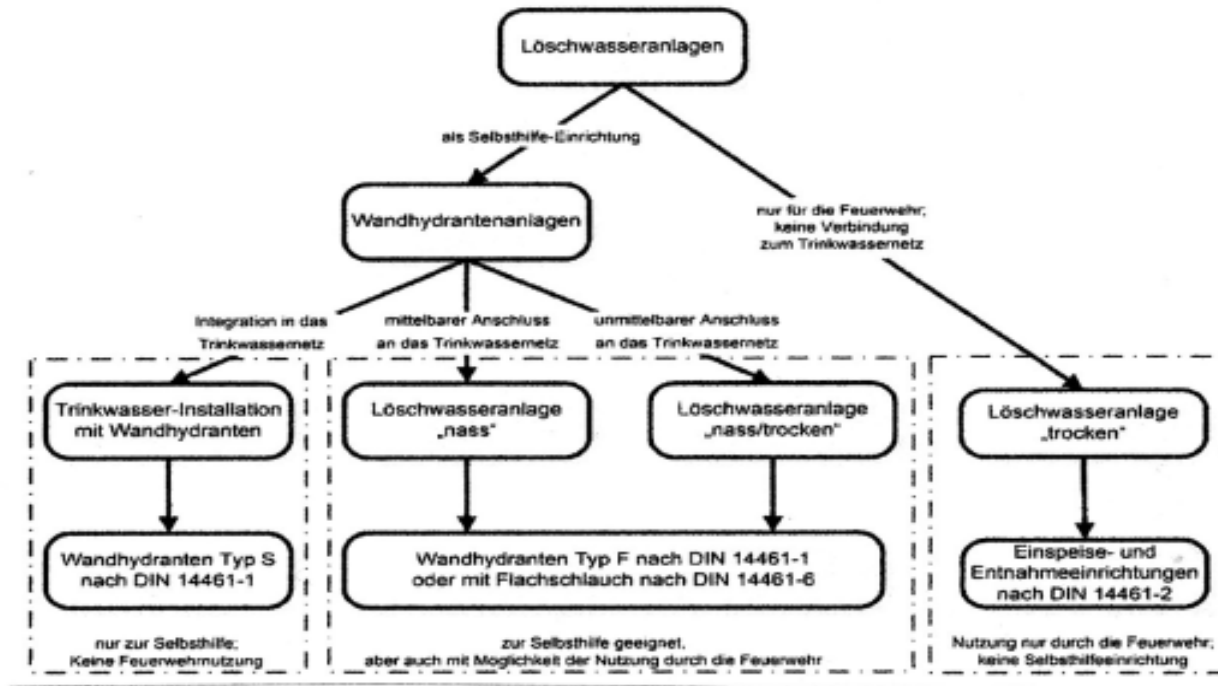 Löschwasseranlagen
als Selbsthilfe-Einrichtung
Wandhydrantenanlagen
nur für die Feuerwehr;
keine Verbindung
zum Trinkwassernetz
Integration in das
Trinkwassernetz
mittelbarer Anschluss
an das Trinkwassernetz
unmittelbarer Anschluss
an das Trinkwassernetz
Trinkwasser-Installation
mit Wandhydranten
Löschwasseranlage
„nass“
Löschwasseranlage
„nass/trocken“
Löschwasseranlage
„trocken“
Wandhydranten Typ S
nach DIN 14461-1
Wandhydranten Typ F nach DIN 14461-1
oder mit Flachschlauch nach DIN 14461-6
Einspeise- und
Entnahmeeinrichtungen
nach DIN 14461-2
nur zur Selbsthilfe;
Keine Feuerwehrnutzung
zur Selbsthilfe geeignet,
aber auch mit Möglichkeit der Nutzung durch die Feuerwehr
Nutzung nur durch die Feuerwehr;
keine Selbsthilfeeinrichtung